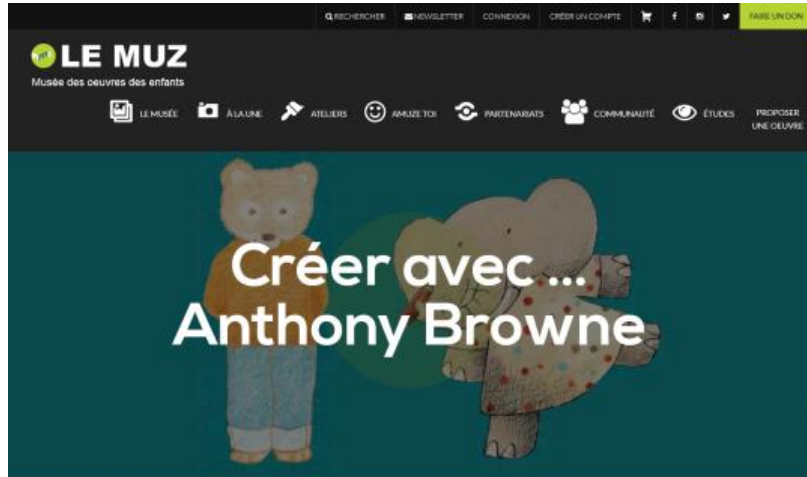 RECHERCHER NEWSLETTER CONNEXION CRÉER UN COMPTE FAIRE UN DON
LE MUZ
Musée des oeuvres des enfants
LE MUSÉE À LA UNE ATELIERS AMUZE TOI PARTENARIATS COMMUNAUTÉ ÉTUDES PROPOSER
UNE OEUVRE
Créer avec ...
Anthony Browne